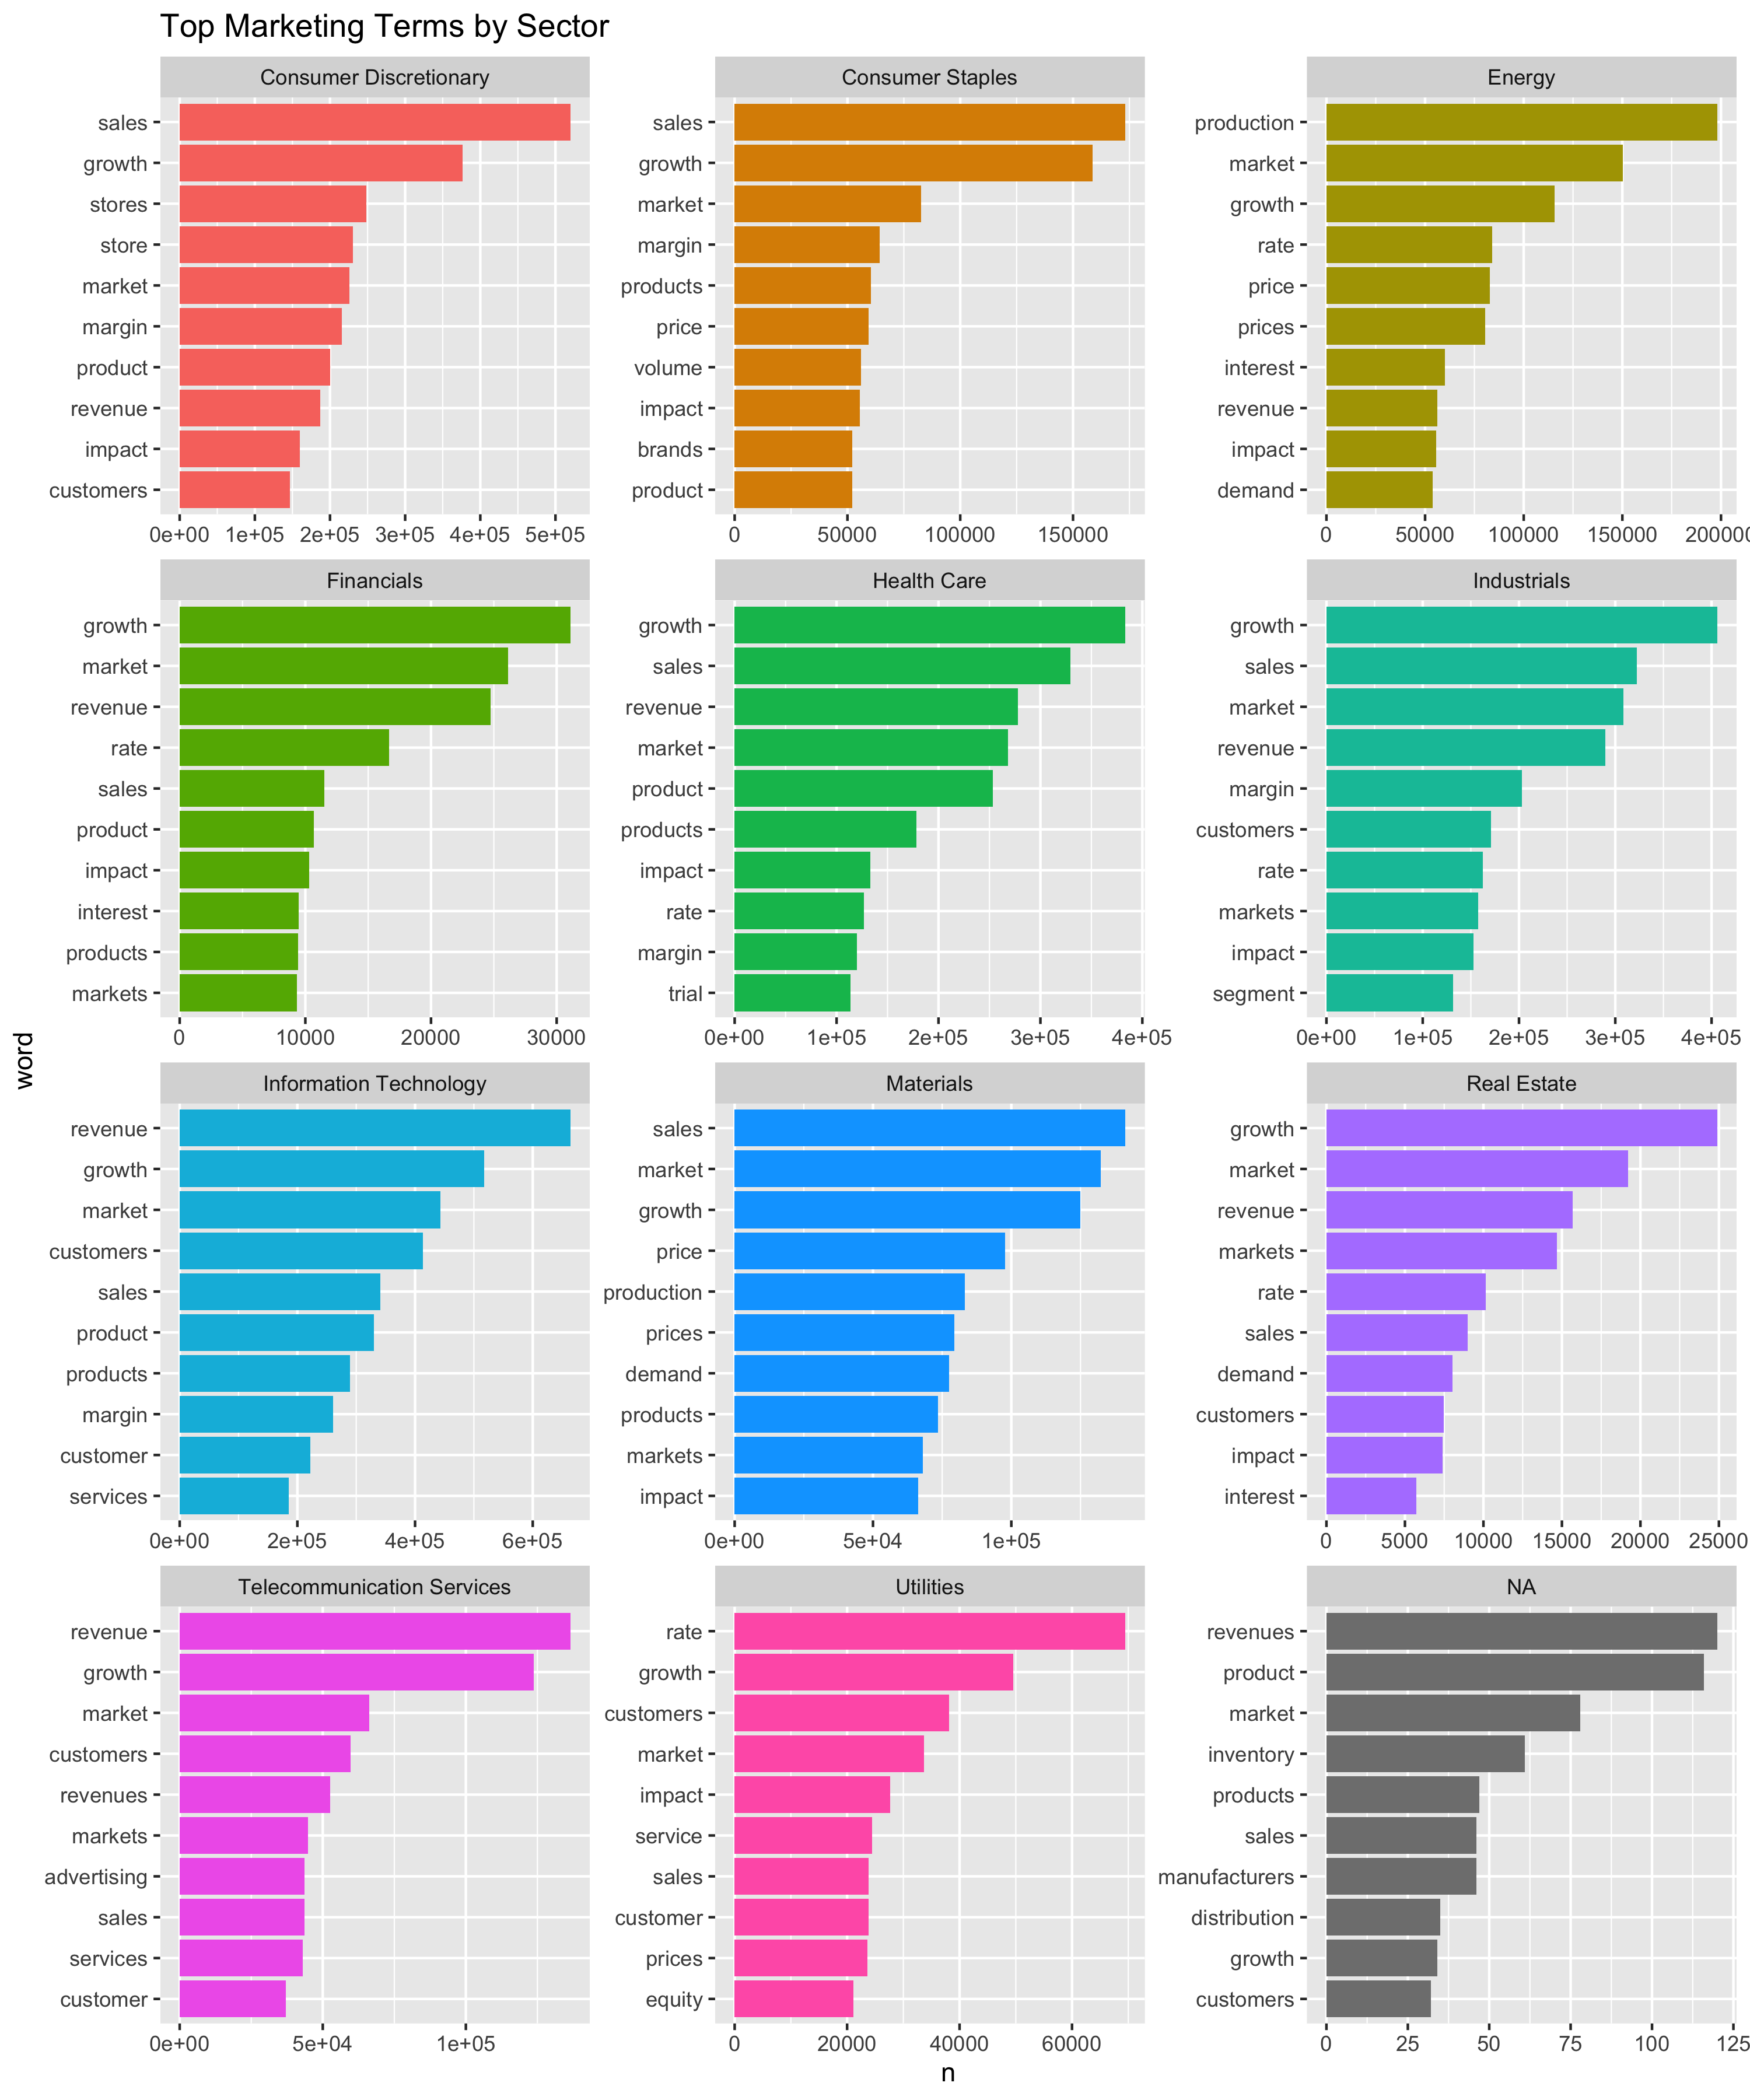 Top Marketing Terms by Sector
Consumer Discretionary
sales
growth
stores
store
market
margin
product
revenue
impact
customers
0e+00 1e+05 2e+05 3e+05 4e+05 5e+05
Consumer Staples
sales
growth
market
margin
products
price
volume
impact
brands
product
0 50000 100000 150000
Energy
production
market
growth
rate
price
prices
interest
revenue
impact
demand
0 50000 100000 150000 200000
Financials
growth
market
revenue
rate
sales
product
impact
interest
products
markets
0 10000 20000 30000
Health Care
growth
sales
revenue
market
product
products
impact
rate
margin
trial
0e+00 1e+05 2e+05 3e+05 4e+05
Industrials
growth
sales
market
revenue
margin
customers
rate
markets
impact
segment
0e+00 1e+05 2e+05 3e+05 4e+05
word
Information Technology
revenue
growth
market
customers
sales
product
products
margin
customer
services
0e+00 2e+05 4e+05 6e+05
Materials
sales
market
growth
price
production
prices
demand
products
markets
impact
0e+00 5e+04 1e+05
Real Estate
growth
market
revenue
markets
rate
sales
demand
customers
impact
interest
0 5000 10000 15000 20000 25000
Telecommunication Services
revenue
growth
market
customers
revenues
markets
advertising
sales
services
customer
0e+00 5e+04 1e+05
Utilities
rate
growth
customers
market
impact
service
sales
customer
prices
equity
0 20000 40000 60000
NA
revenues
product
market
inventory
products
sales
manufacturers
distribution
growth
customers
0 25 50 75 100 125
n